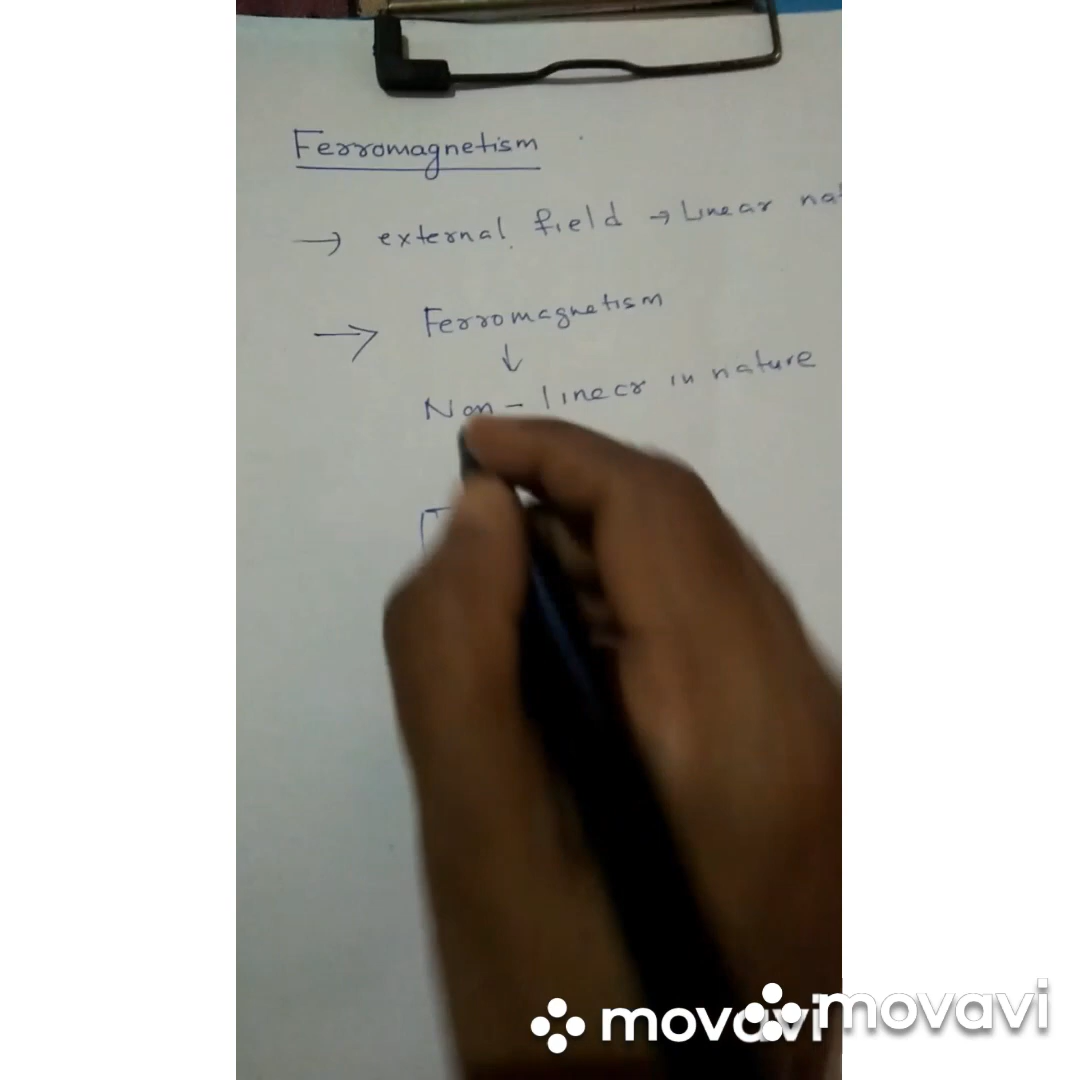 Ferromagnetism
→ external field → Linear
→ Ferromagnetism
↓
Non - linear in nature
movavi
movavi